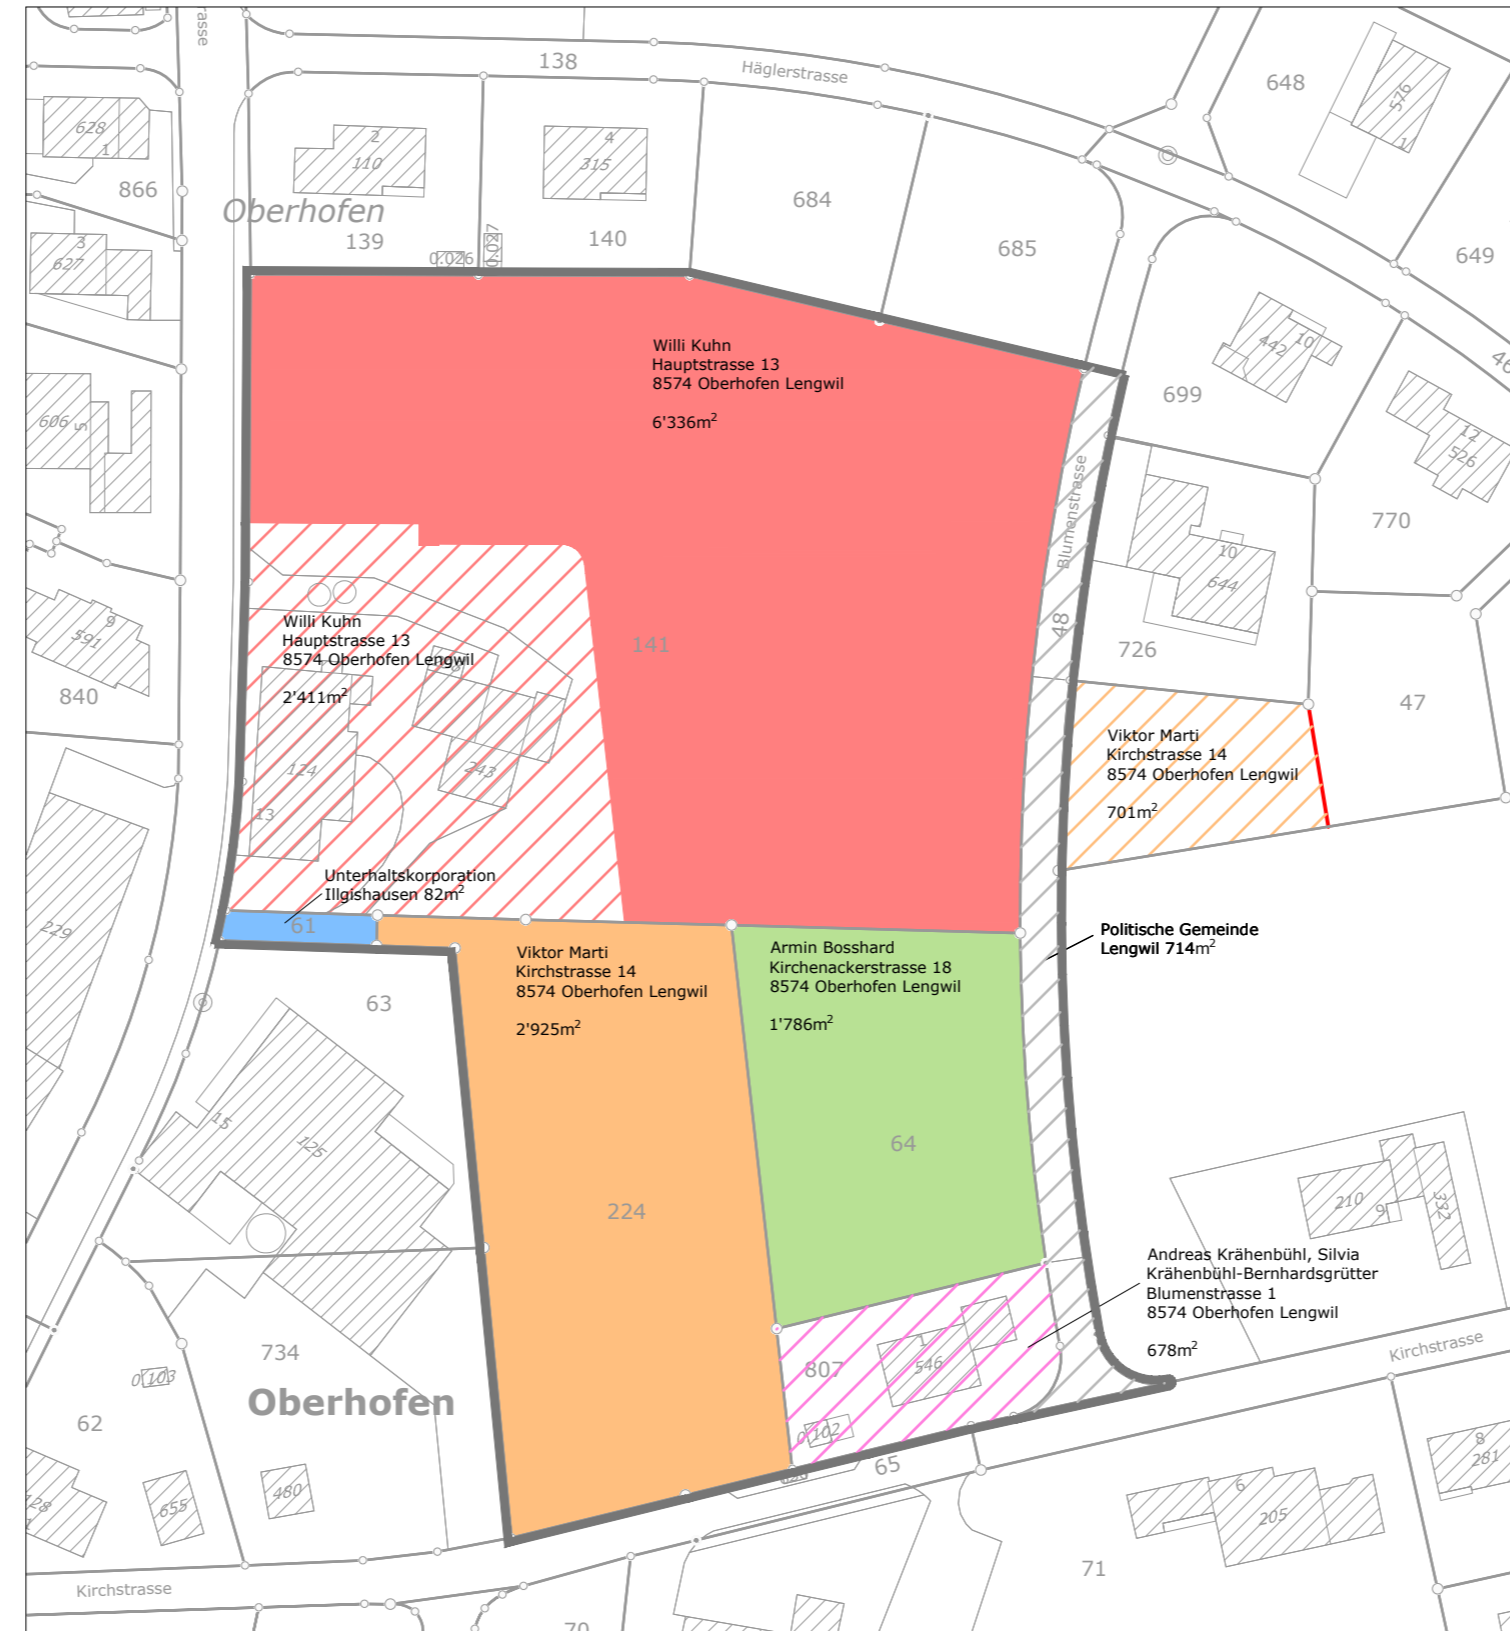 rasse
138
Häglerstrasse
648
576
11
628
1
866
2
110
4
315
Oberhofen
139
140
684
685
649
3
627
0.026
0.027
Willi Kuhn
Hauptstrasse 13
8574 Oberhofen Lengwil
6'336m²
442
10
699
46
606
5
12
526
Blumenstrasse
770
10
644
591
9
Willi Kuhn
Hauptstrasse 13
8574 Oberhofen Lengwil
2'411m²
141
48
726
840
47
124
243
13
Viktor Marti
Kirchstrasse 14
8574 Oberhofen Lengwil
701m²
Unterhaltskorporation
Illgishausen 82m²
61
229
Viktor Marti
Kirchstrasse 14
8574 Oberhofen Lengwil
2'925m²
Armin Bosshard
Kirchenackerstrasse 18
8574 Oberhofen Lengwil
1'786m²
Politische Gemeinde
Lengwil 714m²
63
15
125
64
224
210
9
332
Andreas Krähenbühl, Silvia
Krähenbühl-Bernhardsgrütter
Blumenstrasse 1
8574 Oberhofen Lengwil
678m²
734
0.103
Oberhofen
62
807
1
546
0.102
Kirchstrasse
65
8
281
128
655
480
6
205
71
Kirchstrasse
70